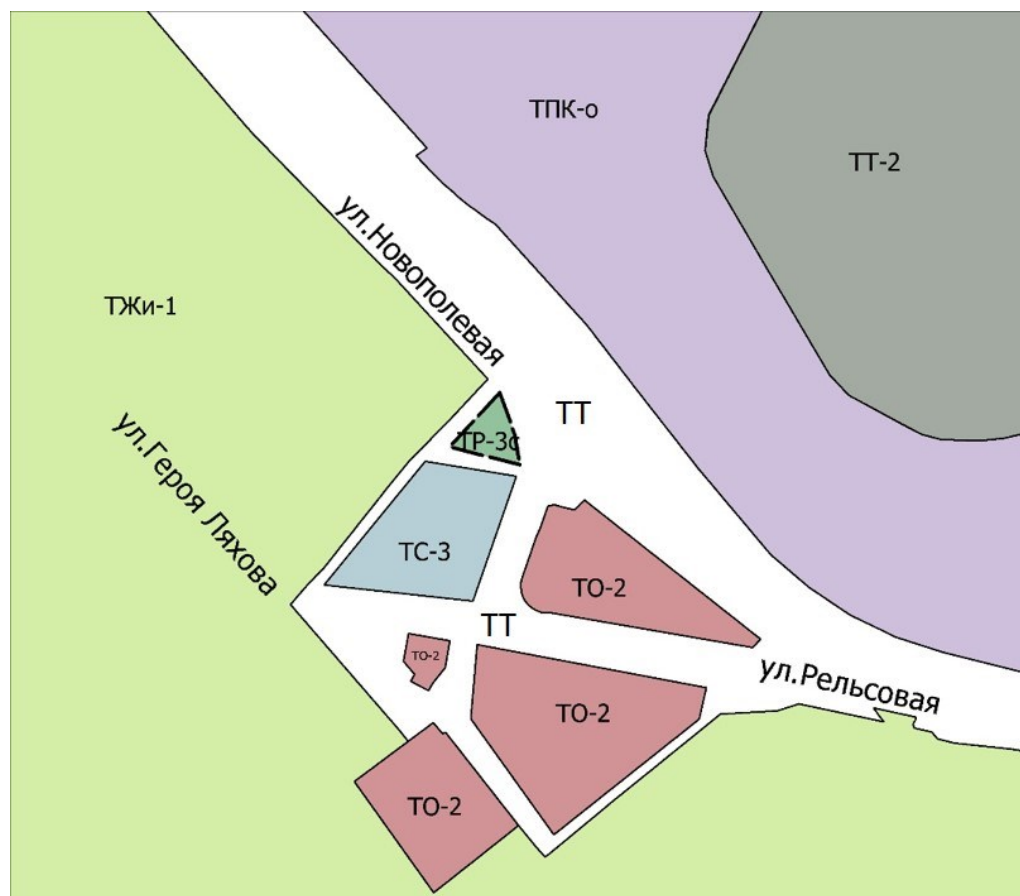 ТПК-о
ТТ-2
ул.Новополевая
ТЖи-1
ТТ
ТР-3с
ул.Героя Ляхова
ТС-3
ТО-2
ТТ
ТО-2
ул.Рельсовая
ТО-2
ТО-2